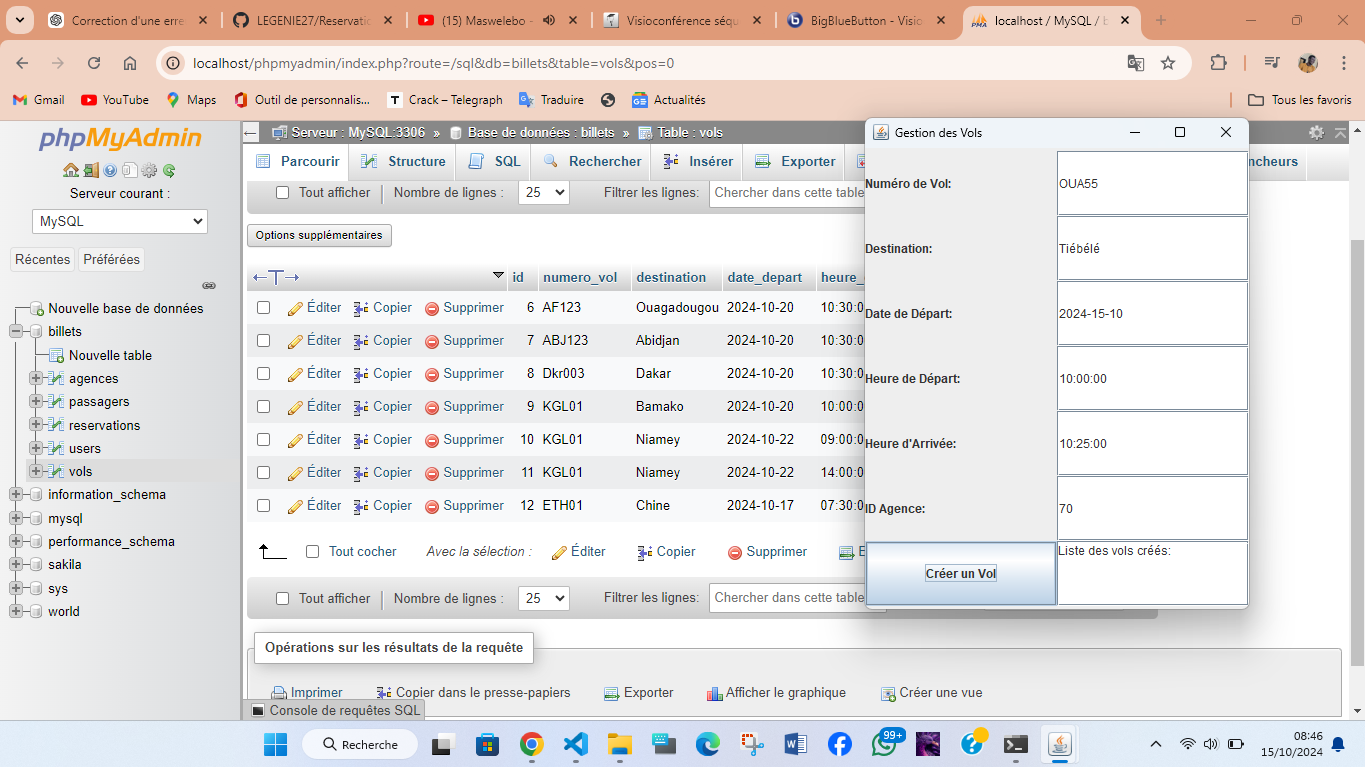 Correction d'une erre
LEGENIE27/Reservatio
(15) Maswelebo -
Visioconférence séqu
BigBlueButton - Visio
localhost / MySQL / b
localhost/phpmyadmin/index.php?route=/sql&db=billets&table=vols&pos=0
Gmail
YouTube
Maps
Outil de personnalis...
Crack – Telegraph
Traduire
Actualités
Tous les favoris
phpMyAdmin
Serveur courant :
MySQL
Récentes
Préférées
Nouvelle base de données
billets
Nouvelle table
agences
passagers
reservations
users
vols
information_schema
mysql
performance_schema
sakila
sys
world
Serveur : MySQL:3306 » Base de données : billets » Table : vols
Parcourir
Structure
SQL
Rechercher
Insérer
Exporter
ncheurs
Tout afficher
Nombre de lignes :
25
Filtrer les lignes:
Chercher dans cette table
Options supplémentaires
id numero_vol destination date_depart heure_
Éditer Copier Supprimer 6 AF123 Ouagadougou 2024-10-20 10:30:0
Éditer Copier Supprimer 7 ABJ123 Abidjan 2024-10-20 10:30:0
Éditer Copier Supprimer 8 Dkr003 Dakar 2024-10-20 10:30:0
Éditer Copier Supprimer 9 KGL01 Bamako 2024-10-20 10:00:0
Éditer Copier Supprimer 10 KGL01 Niamey 2024-10-22 09:00:0
Éditer Copier Supprimer 11 KGL01 Niamey 2024-10-22 14:00:0
Éditer Copier Supprimer 12 ETH01 Chine 2024-10-17 07:30:0
Tout cocher
Avec la sélection :
Éditer
Copier
Supprimer
E
Tout afficher
Nombre de lignes :
25
Filtrer les lignes:
Chercher dans cette table
Opérations sur les résultats de la requête
Imprimer
Copier dans le presse-papiers
Exporter
Afficher le graphique
Créer une vue
Console de requêtes SQL
Gestion des Vols
Numéro de Vol:
OUA55
Destination:
Tiébélé
Date de Départ:
2024-15-10
Heure de Départ:
10:00:00
Heure d'Arrivée:
10:25:00
ID Agence:
70
Créer un Vol
Liste des vols créés:
Recherche
99+
08:46
15/10/2024